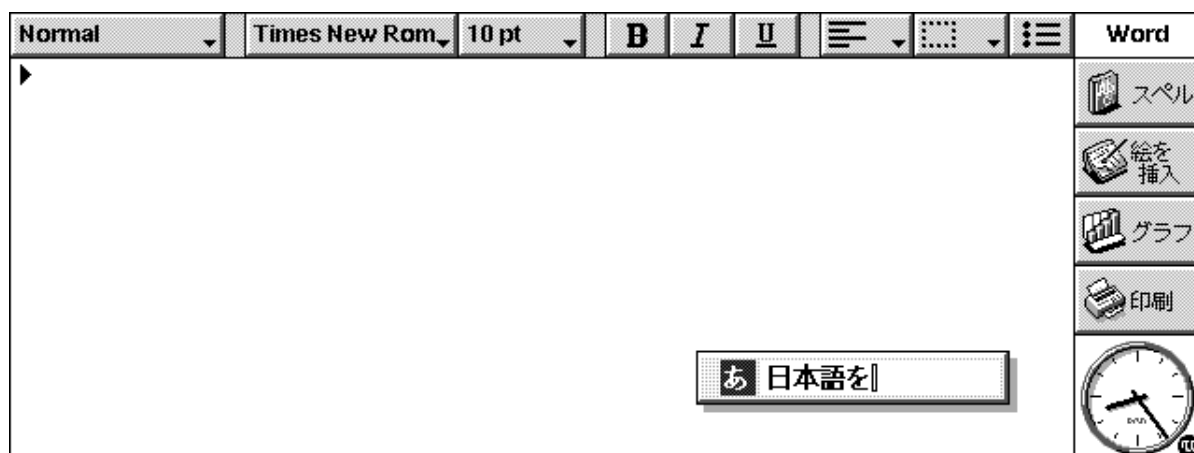 Normal
Times New Rom
10 pt
B
I
U
Word
スペル
絵を
挿入
グラフ
印刷
あ 日本語を